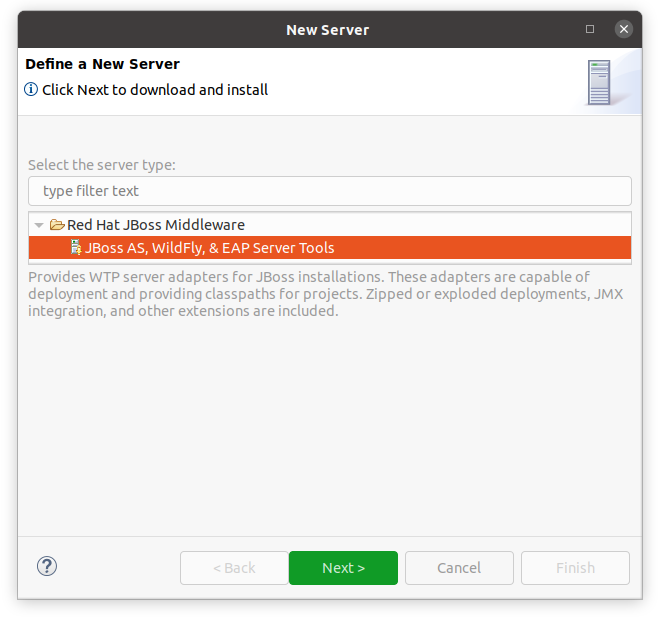 New Server
Define a New Server
Click Next to download and install
Select the server type:
type filter text
Red Hat JBoss Middleware
JBoss AS, WildFly, & EAP Server Tools
Provides WTP server adapters for JBoss installations. These adapters are capable of
deployment and providing classpaths for projects. Zipped or exploded deployments, JMX
integration, and other extensions are included.
< Back Next > Cancel Finish